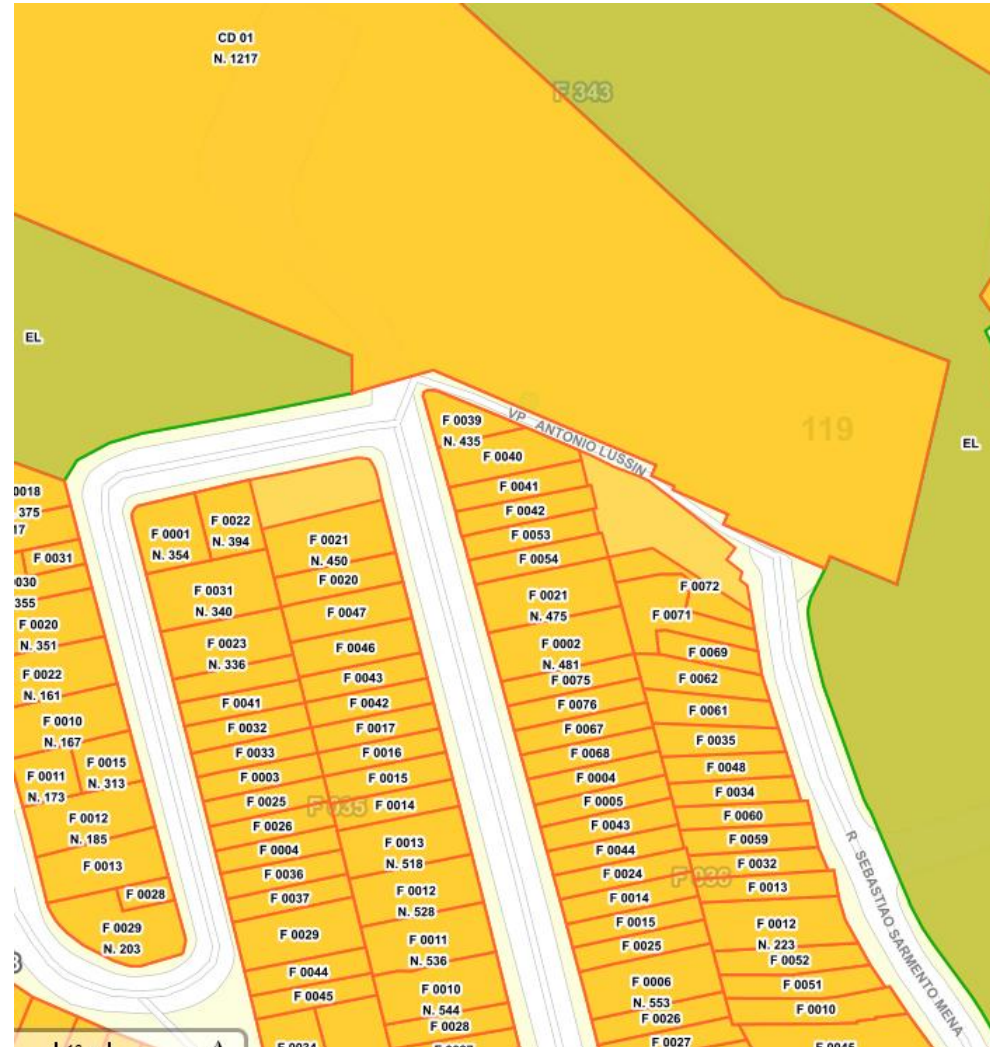 CD 01
N. 1217
F 343
EL
119
EL
VP ANTONIO LUSSIN
F 0039
N. 435
F 0040
F 0041
F 0042
F 0053
F 0054
F 0021
N. 475
F 0002
N. 481
F 0075
F 0076
F 0067
F 0068
F 0004
F 0005
F 0043
F 0044
F 0024
F 0014
F 0015
F 0025
F 0006
N. 553
F 0026
F 0027
F 0072
F 0071
F 0069
F 0062
F 0061
F 0035
F 0048
F 0034
F 0060
F 0059
F 0032
F 0013
F 0012
N. 223
F 0052
F 0051
F 0010
R SEBASTIAO SARMENTO MENA
F 0001
N. 354
F 0022
N. 394
F 0031
N. 340
F 0023
N. 336
F 0041
F 0032
F 0033
F 0003
F 0025
F 0026
F 0004
F 0036
F 0037
F 0029
F 0044
F 0045
F 0021
N. 450
F 0020
F 0047
F 0046
F 0043
F 0042
F 0017
F 0016
F 0015
F 0014
F 035
F 0013
N. 518
F 0012
N. 528
F 0011
N. 536
F 0010
N. 544
F 0028
0018
375
17
F 0031
0030
355
F 0020
N. 351
F 0022
N. 161
F 0010
N. 167
F 0015
N. 313
F 0011
N. 173
F 0012
N. 185
F 0013
F 0028
F 0029
N. 203